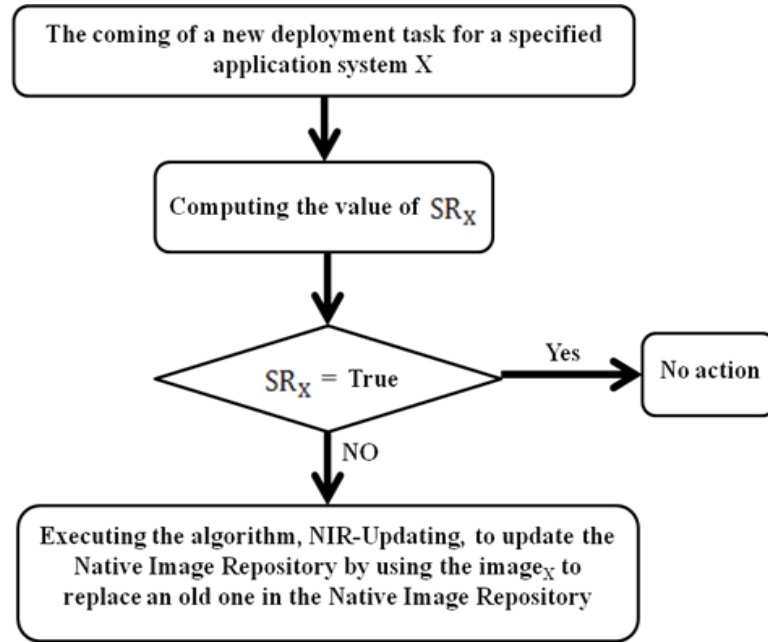 The coming of a new deployment task for a specified
application system X
Computing the value of SRX
SRX = True
Yes
No action
NO
Executing the algorithm, NIR-Updating, to update the
Native Image Repository by using the imageX to
replace an old one in the Native Image Repository